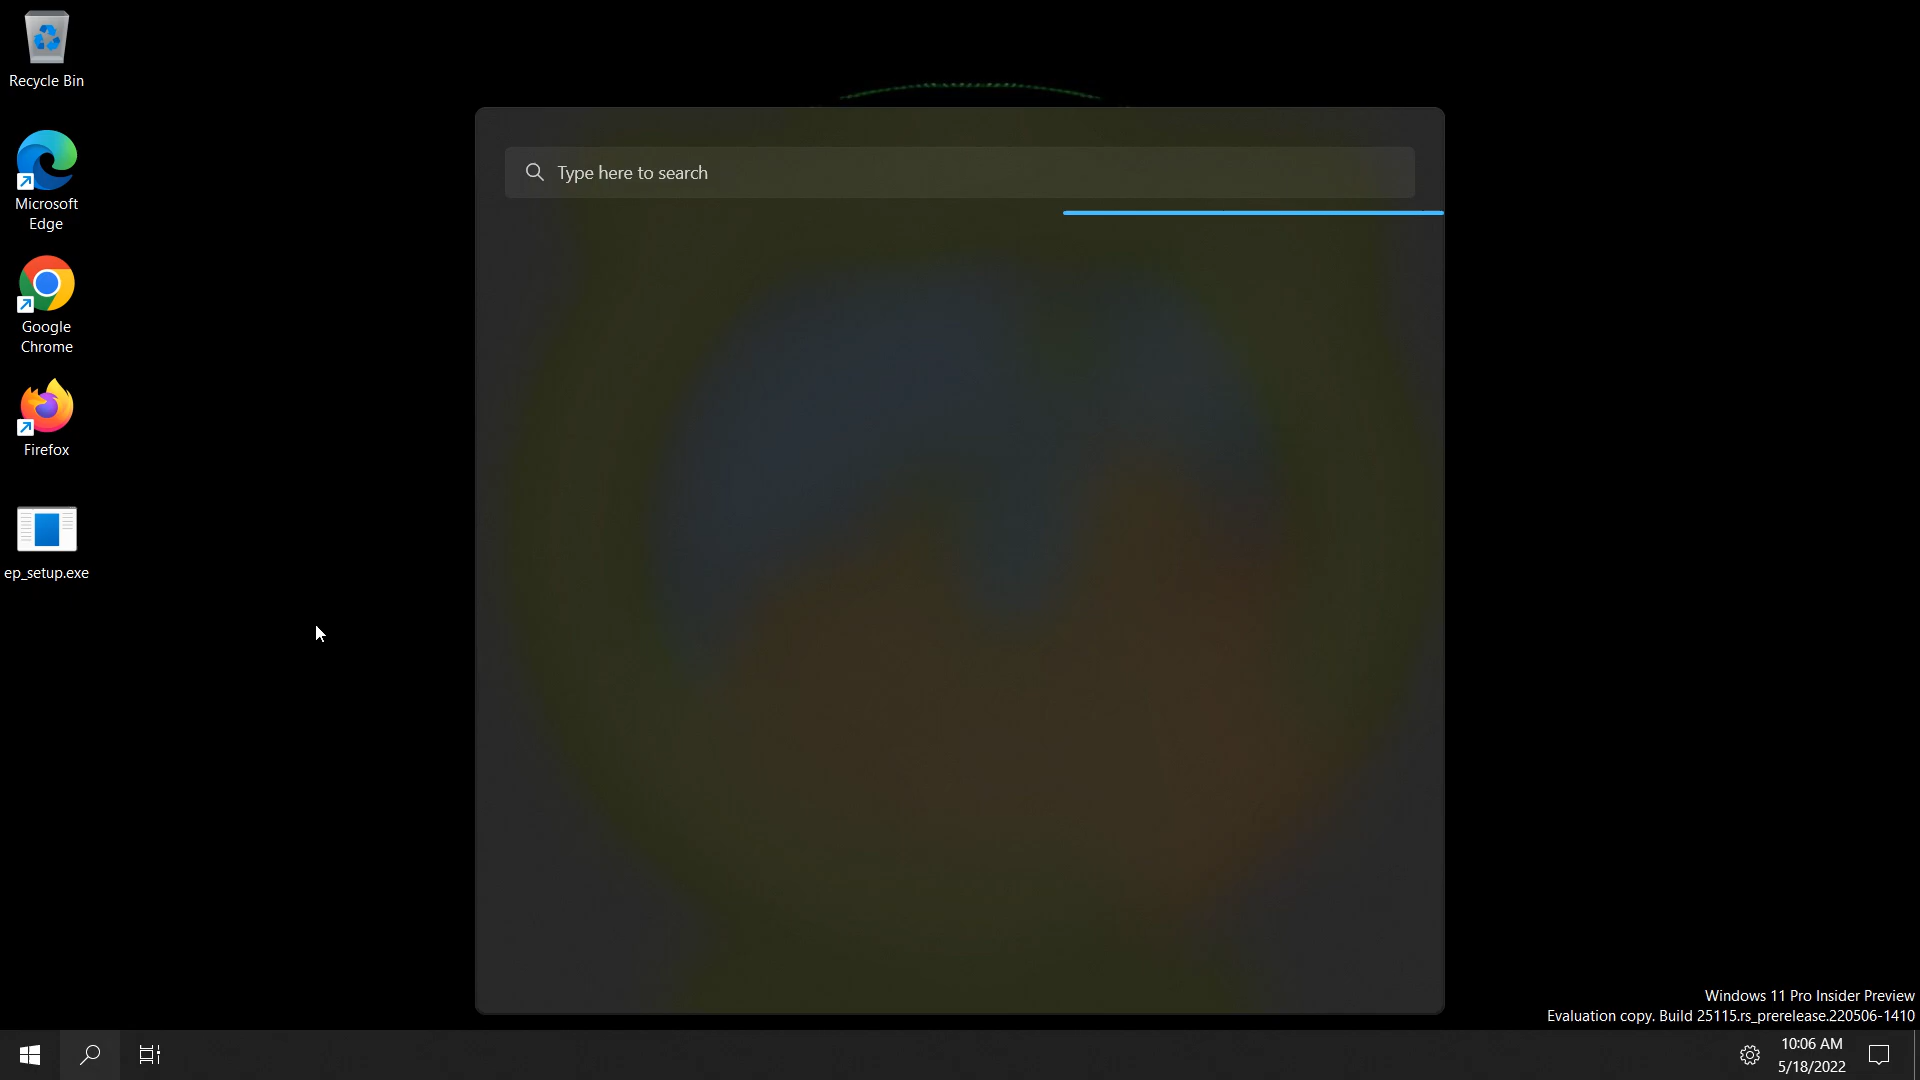 Recycle Bin
Microsoft
Edge
Google
Chrome
Firefox
ep_setup.exe
Type here to search
Windows 11 Pro Insider Preview
Evaluation copy. Build 25115.rs_prerelease.220506-1410
10:06 AM
5/18/2022